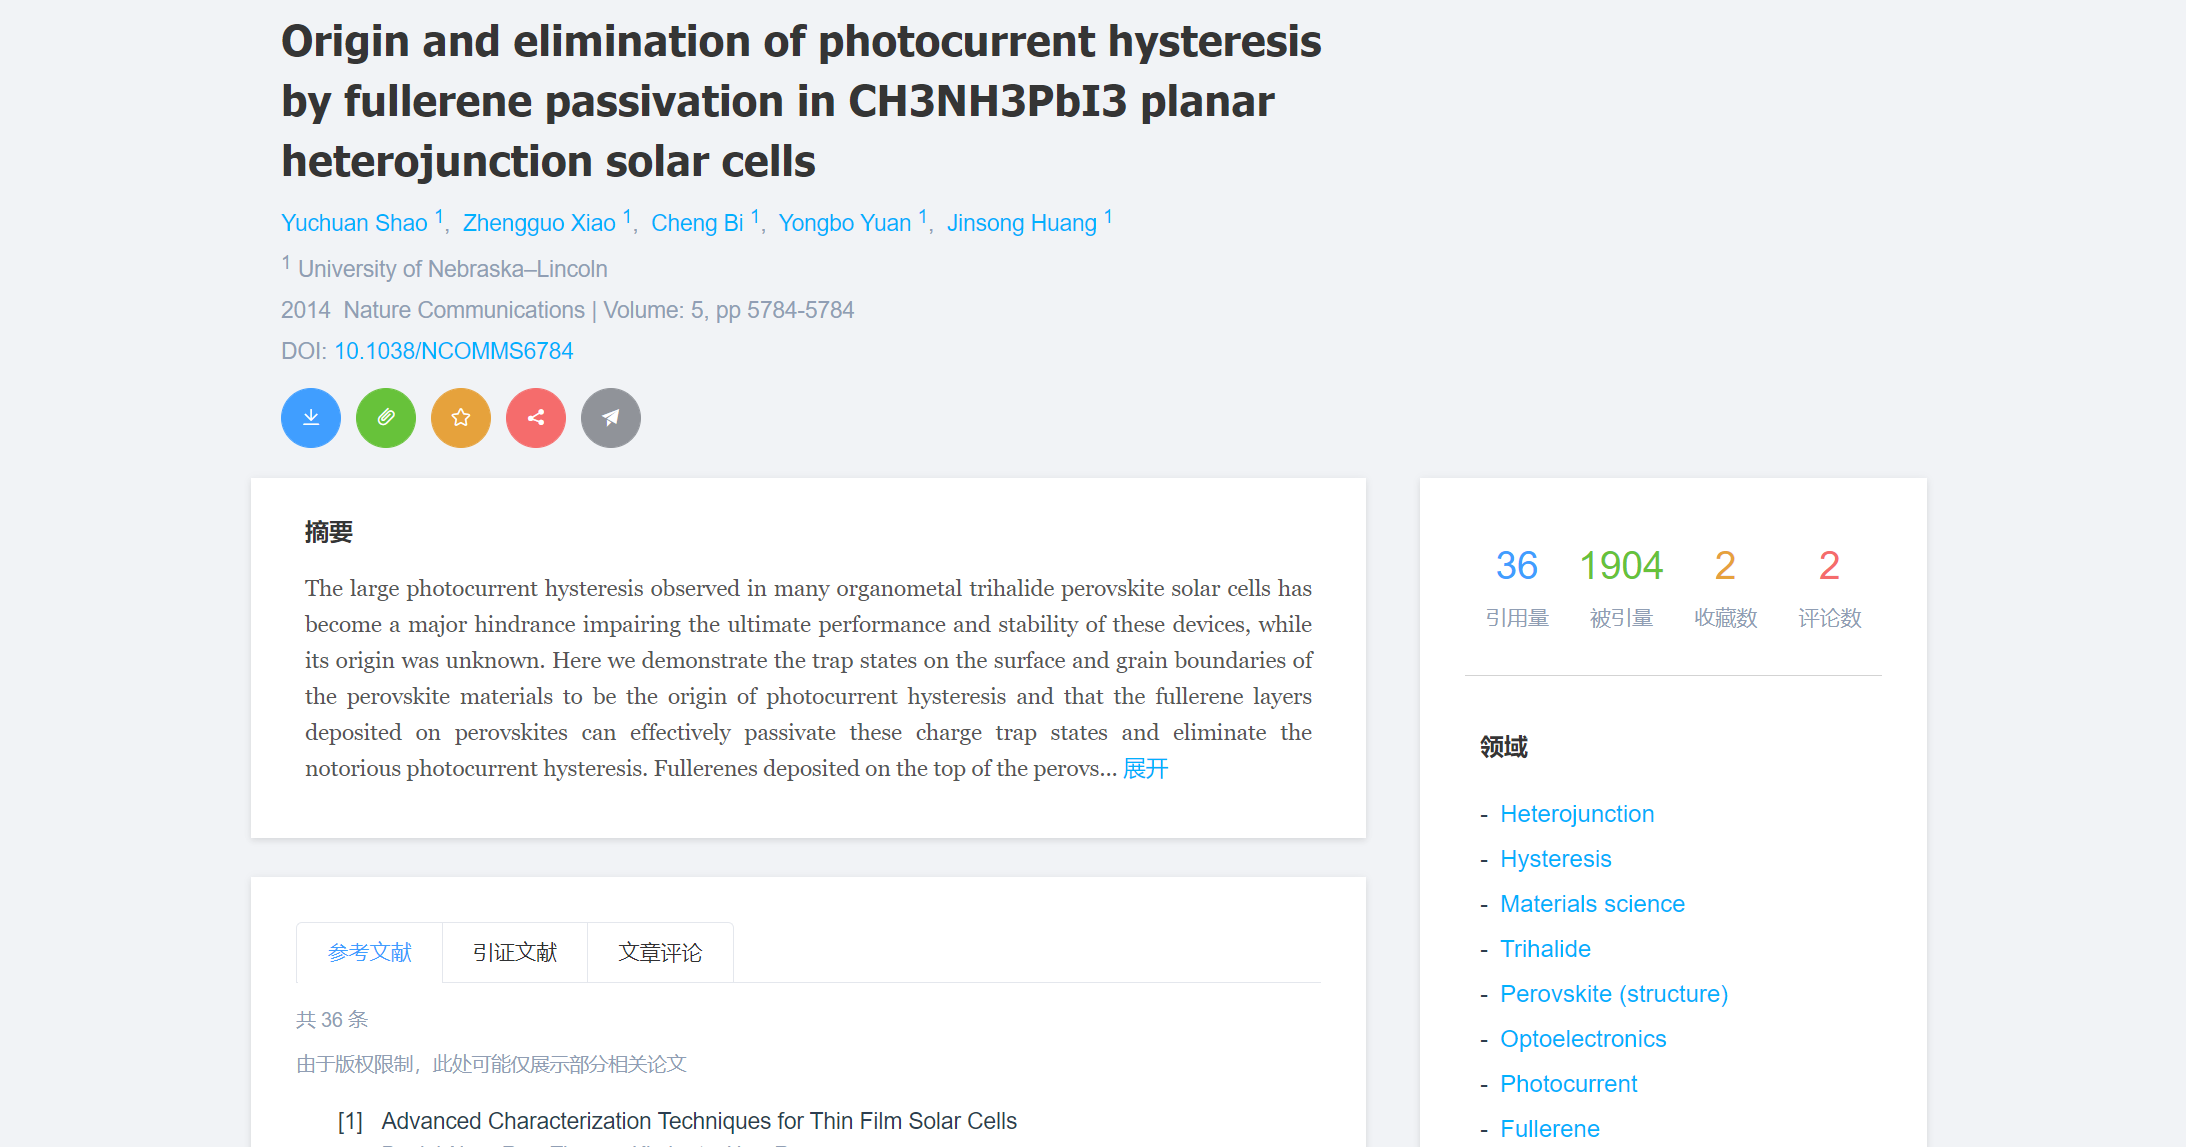 Origin and elimination of photocurrent hysteresis
by fullerene passivation in CH3NH3PbI3 planar
heterojunction solar cells
Yuchuan Shao 1, Zhengguo Xiao 1, Cheng Bi 1, Yongbo Yuan 1, Jinsong Huang 1
1 University of Nebraska–Lincoln
2014 Nature Communications | Volume: 5, pp 5784-5784
DOI: 10.1038/NCOMMS6784
摘要
The large photocurrent hysteresis observed in many organometal trihalide perovskite solar cells has
become a major hindrance impairing the ultimate performance and stability of these devices, while
its origin was unknown. Here we demonstrate the trap states on the surface and grain boundaries of
the perovskite materials to be the origin of photocurrent hysteresis and that the fullerene layers
deposited on perovskites can effectively passivate these charge trap states and eliminate the
notorious photocurrent hysteresis. Fullerenes deposited on the top of the perovs... 展开
参考文献 引证文献 文章评论
共 36 条
由于版权限制，此处可能仅展示部分相关论文
[1] Advanced Characterization Techniques for Thin Film Solar Cells
36 1904 2 2
引用量 被引量 收藏数 评论数
领域
- Heterojunction
- Hysteresis
- Materials science
- Trihalide
- Perovskite (structure)
- Optoelectronics
- Photocurrent
- Fullerene